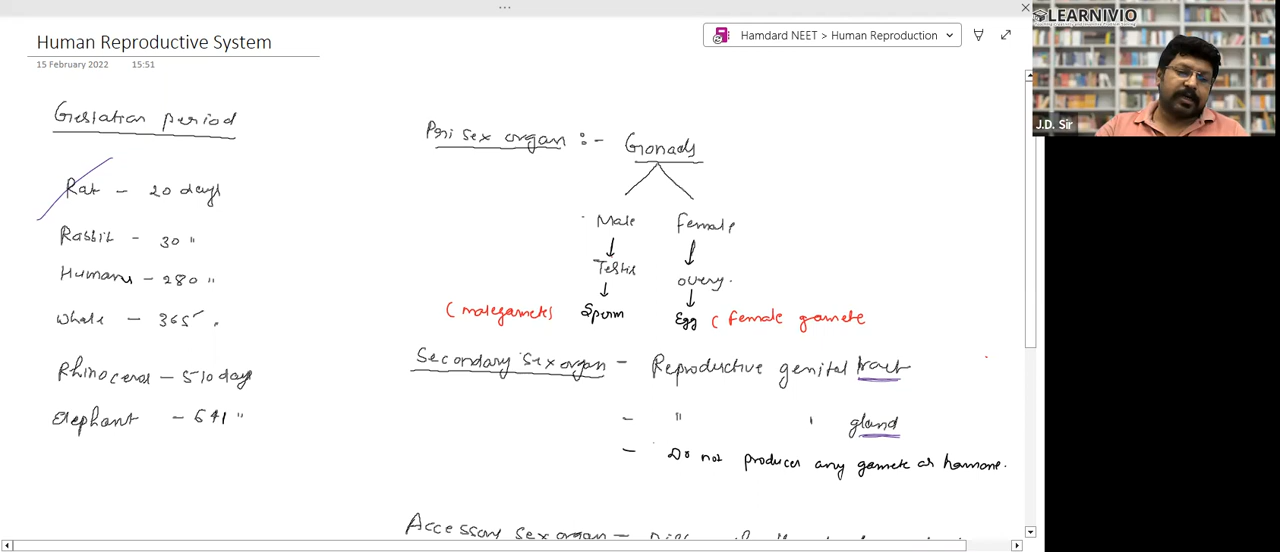 LEARNIVIO
Human Reproductive System
Hamdard NEET > Human Reproduction
15 February 2022 15:51
J.D. Sir
Gestation period
Rat - 20 days
Rabbit - 30 "
Humans - 280 "
Whale - 365 "
Rhinoceros - 510 days
Elephant - 641 "
Pri sex organ :- Gonads
Male Female
Testis ovary
(malegamete) Sperm Egg (female gamete
Secondary sex organ - Reproductive genital tract
- " " gland
- Do not produces any gamete or hormone.
Accessory sex organ -